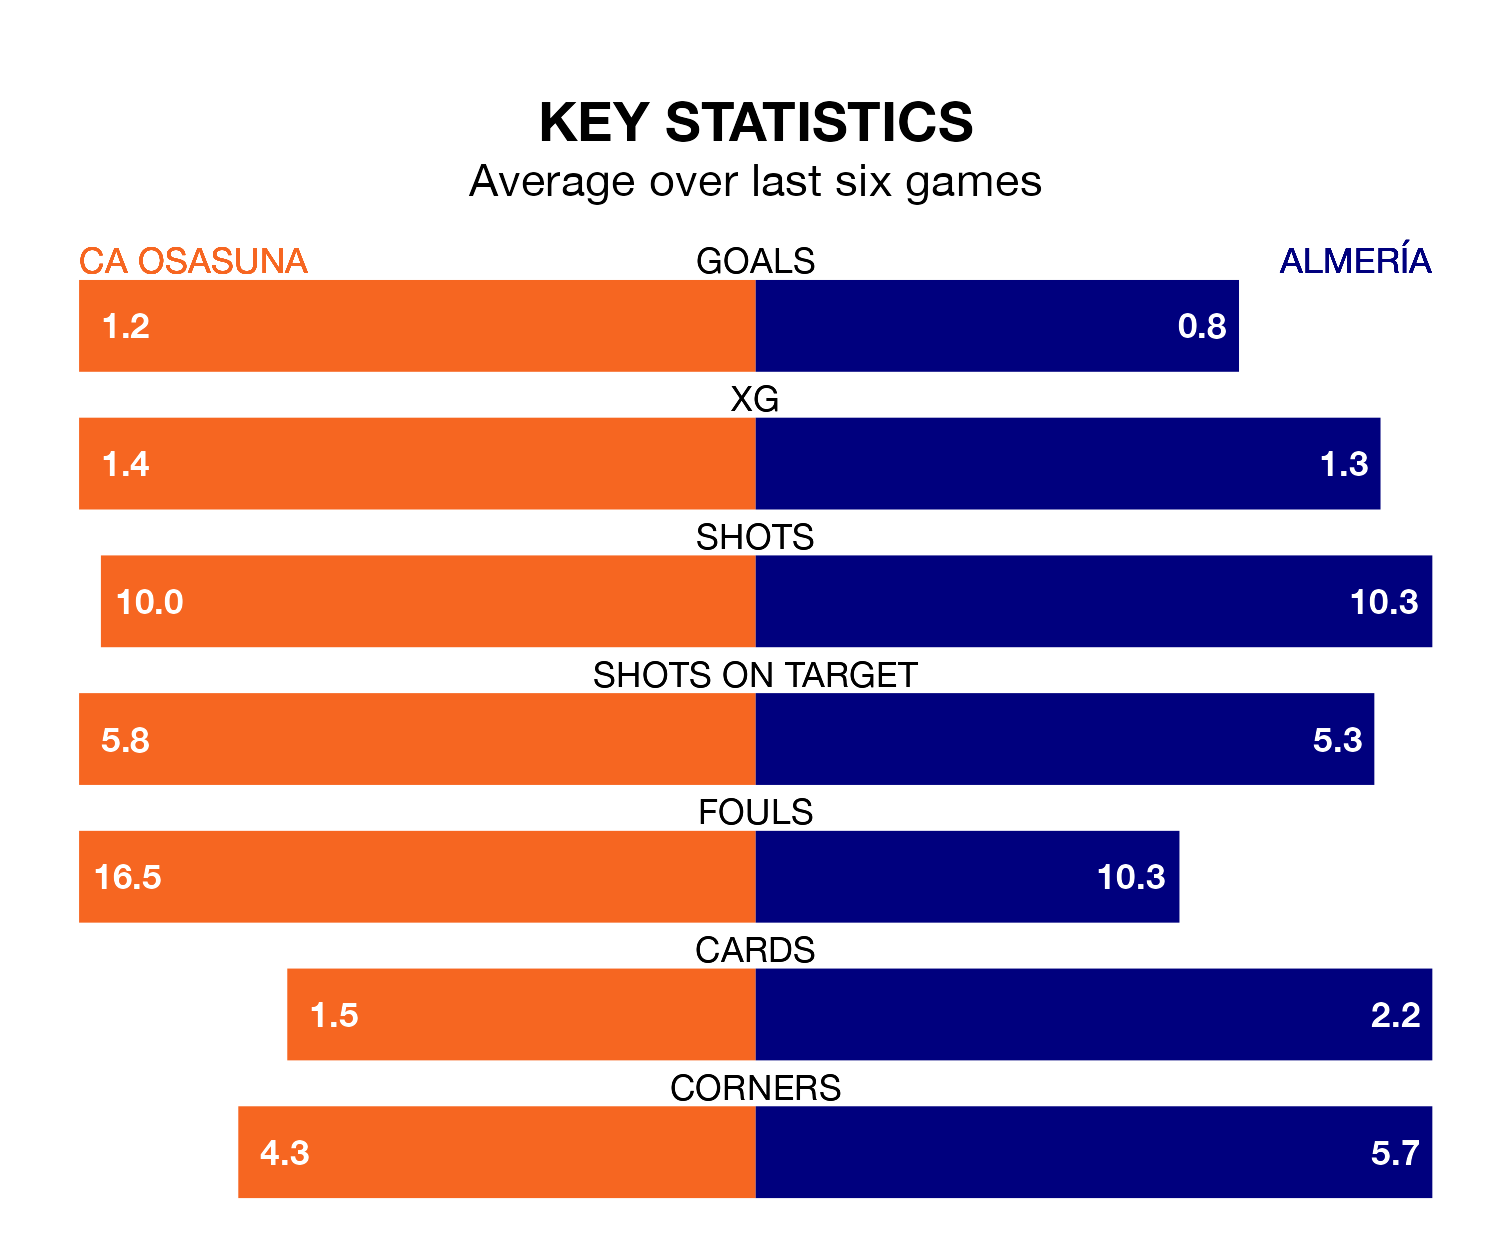 KEY STATISTICS
Average over last six games
CA OSASUNA GOALS ALMERÍA
1.2 0.8
XG
1.4 1.3
SHOTS
10.0 10.3
SHOTS ON TARGET
5.8 5.3
FOULS
16.5 10.3
CARDS
1.5 2.2
CORNERS
4.3 5.7